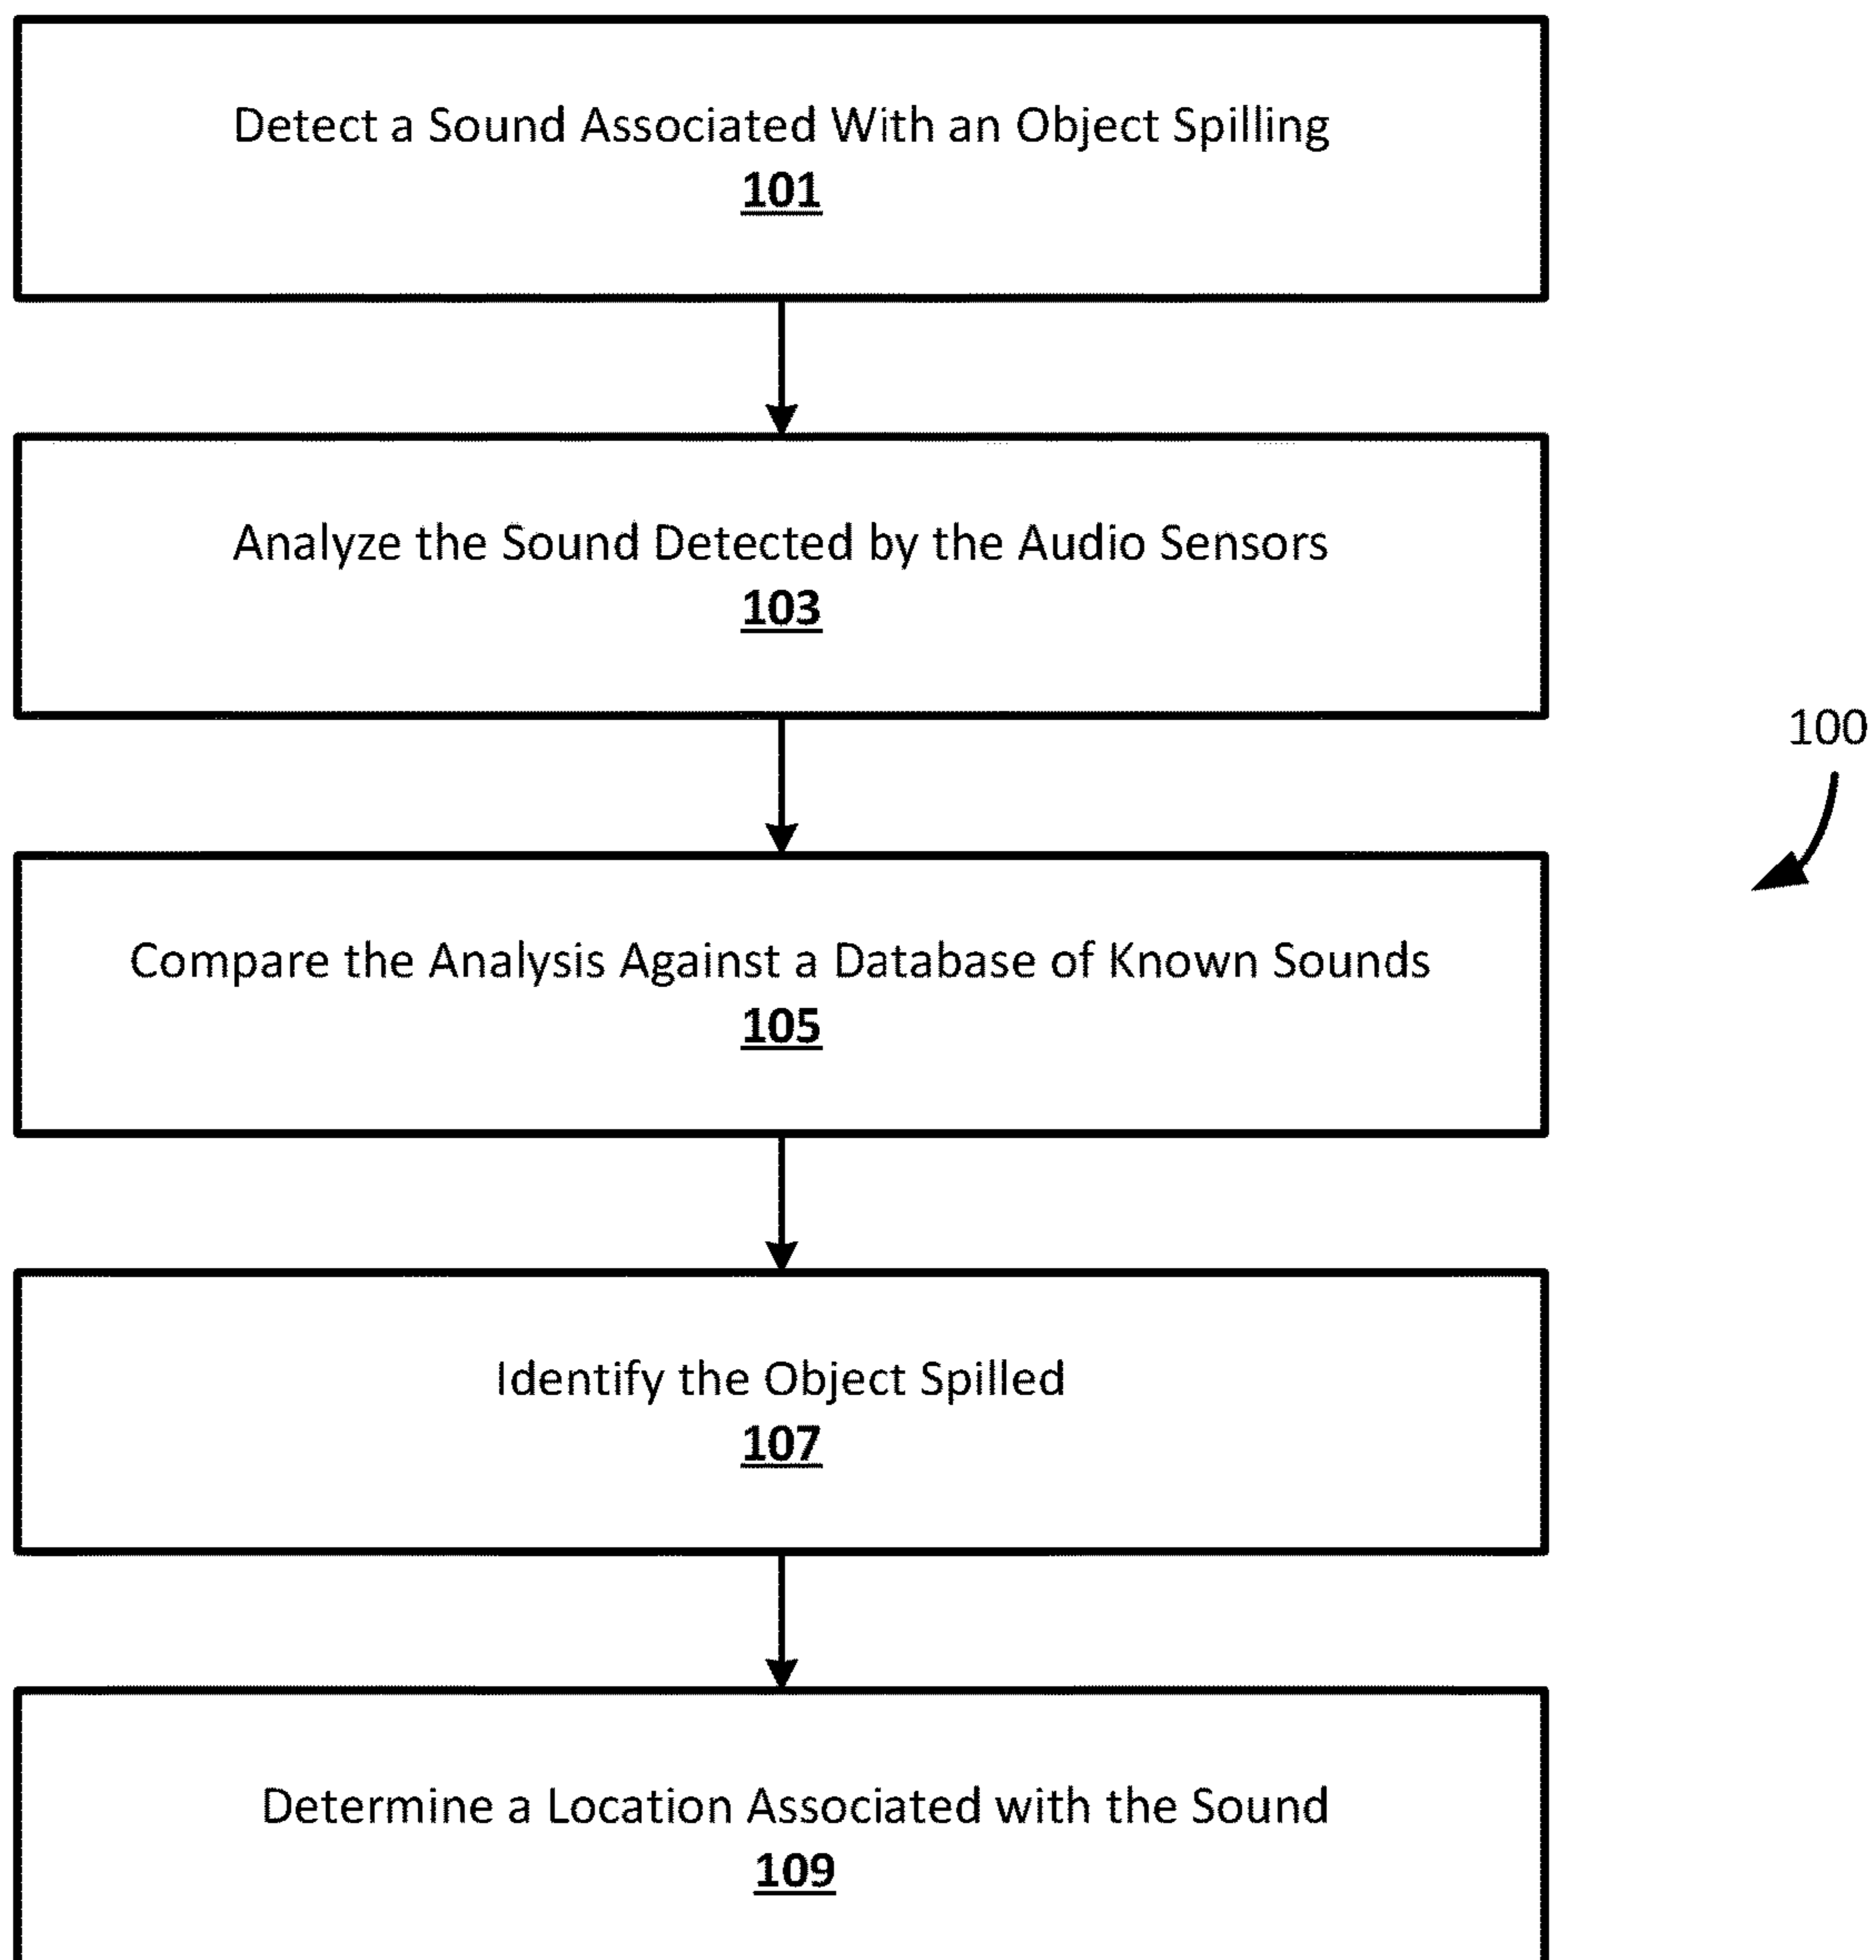 Detect a Sound Associated With an Object Spilling
101
Analyze the Sound Detected by the Audio Sensors
103
100
Compare the Analysis Against a Database of Known Sounds
105
Identify the Object Spilled
107
Determine a Location Associated with the Sound
109